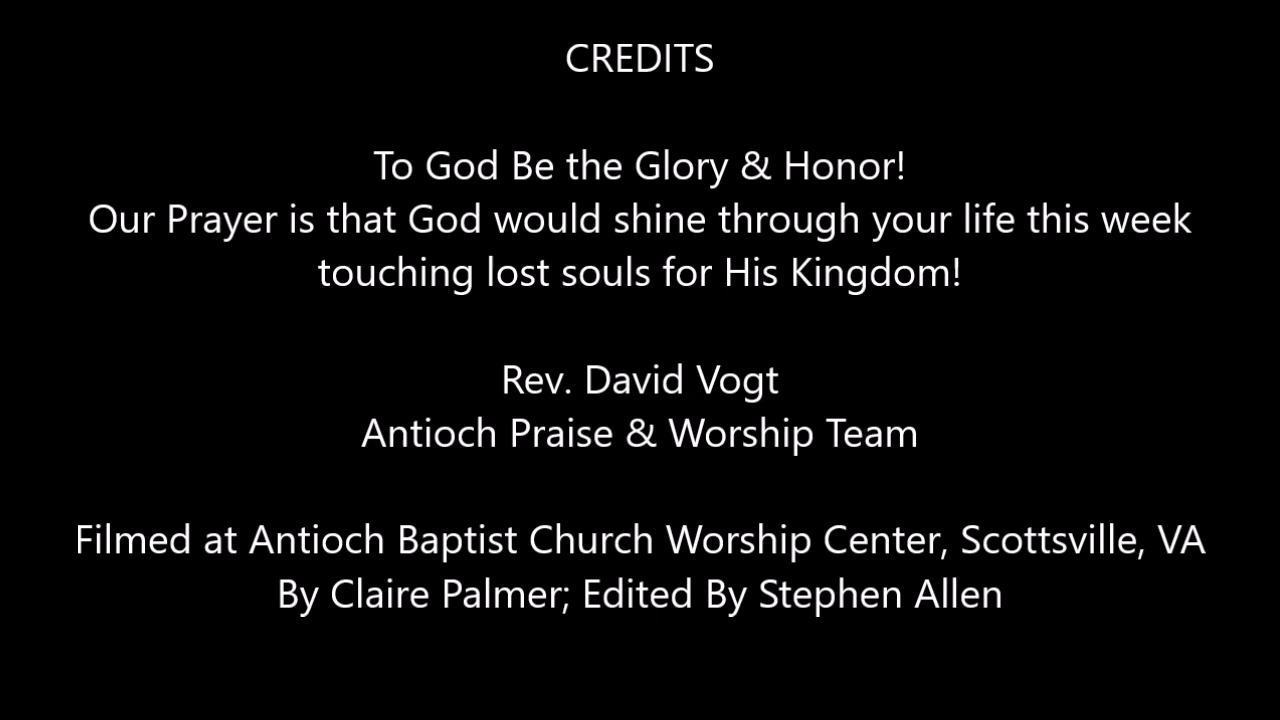 CREDITS
To God Be the Glory & Honor!
Our Prayer is that God would shine through your life this week
touching lost souls for His Kingdom!
Rev. David Vogt
Antioch Praise & Worship Team
Filmed at Antioch Baptist Church Worship Center, Scottsville, VA
By Claire Palmer; Edited By Stephen Allen